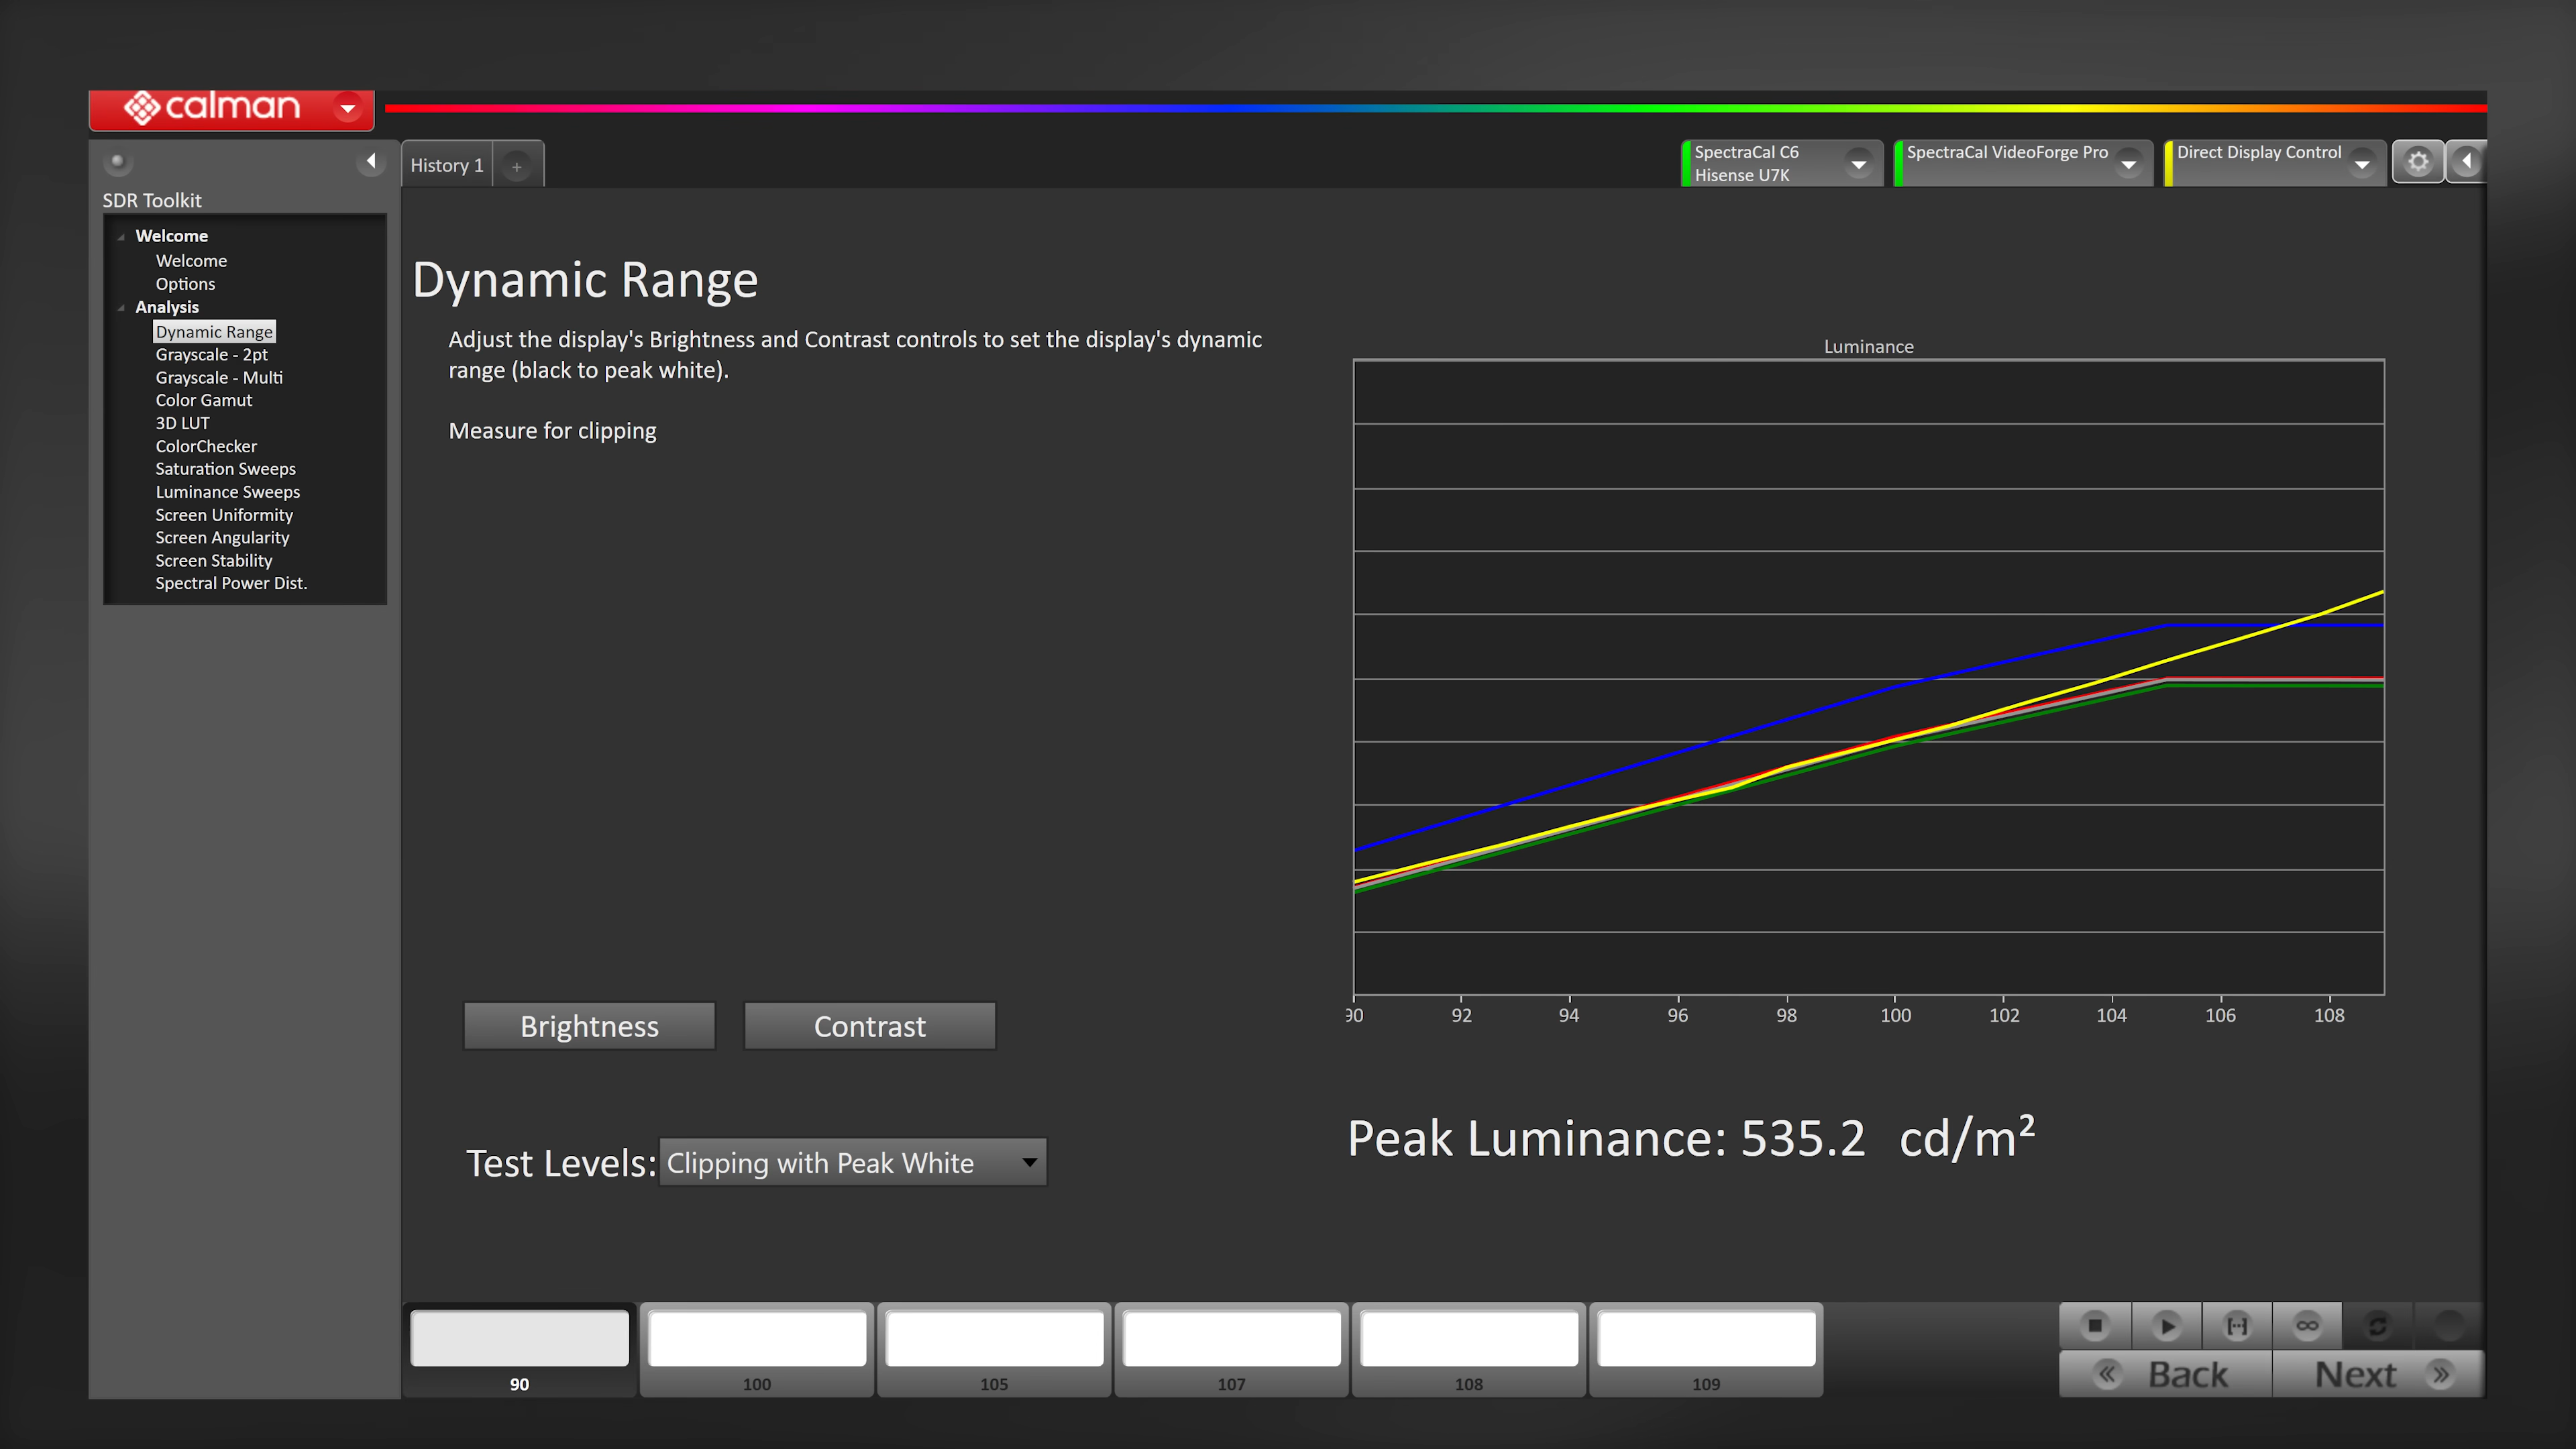 calman
SDR Toolkit
Welcome
Welcome
Options
Analysis
Dynamic Range
Grayscale - 2pt
Grayscale - Multi
Color Gamut
3D LUT
ColorChecker
Saturation Sweeps
Luminance Sweeps
Screen Uniformity
Screen Angularity
Screen Stability
Spectral Power Dist.
History 1 +
SpectraCal C6
Hisense U7K
SpectraCal VideoForge Pro
Direct Display Control
Dynamic Range
Adjust the display's Brightness and Contrast controls to set the display's dynamic
range (black to peak white).
Measure for clipping
Luminance
90 92 94 96 98 100 102 104 106 108
Brightness Contrast
Test Levels: Clipping with Peak White
Peak Luminance: 535.2 cd/m²
90 100 105 107 108 109
Back Next